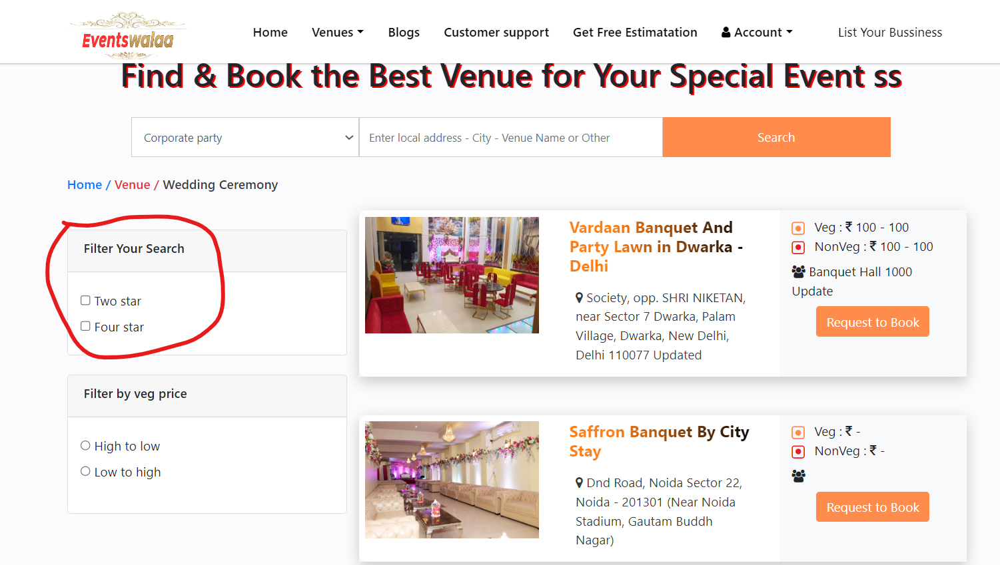 Eventswalaa
Home Venues Blogs Customer support Get Free Estimatation Account List Your Bussiness
Find & Book the Best Venue for Your Special Event ss
Corporate party Enter local address - City - Venue Name or Other Search
Home / Venue / Wedding Ceremony
Filter Your Search
Two star
Four star
Filter by veg price
High to low
Low to high
Vardaan Banquet And
Party Lawn in Dwarka -
Delhi
Society, opp. SHRI NIKETAN,
near Sector 7 Dwarka, Palam
Village, Dwarka, New Delhi,
Delhi 110077 Updated
Veg : ₹ 100 - 100
NonVeg : ₹ 100 - 100
Banquet Hall 1000
Update
Request to Book
Saffron Banquet By City
Stay
Dnd Road, Noida Sector 22,
Noida - 201301 (Near Noida
Stadium, Gautam Buddh
Nagar)
Veg : ₹ -
NonVeg : ₹ -
Request to Book